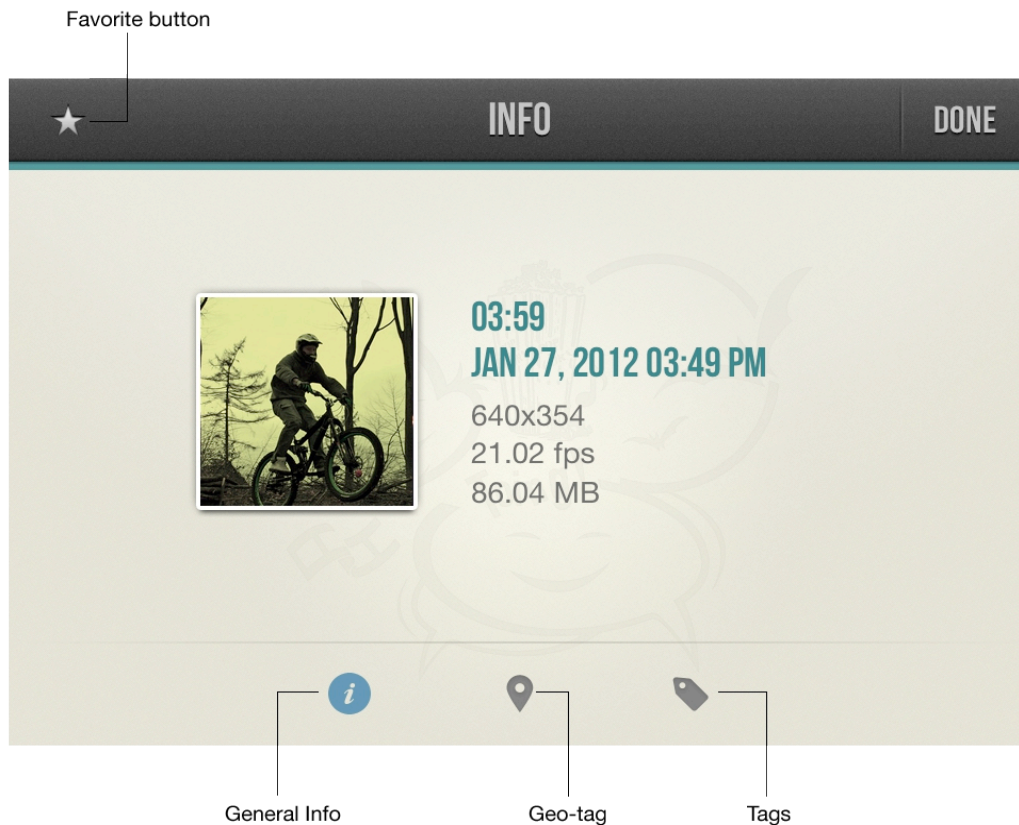 Favorite button
INFO
DONE
03:59
JAN 27, 2012 03:49 PM
640x354
21.02 fps
86.04 MB
i
General Info
Geo-tag
Tags